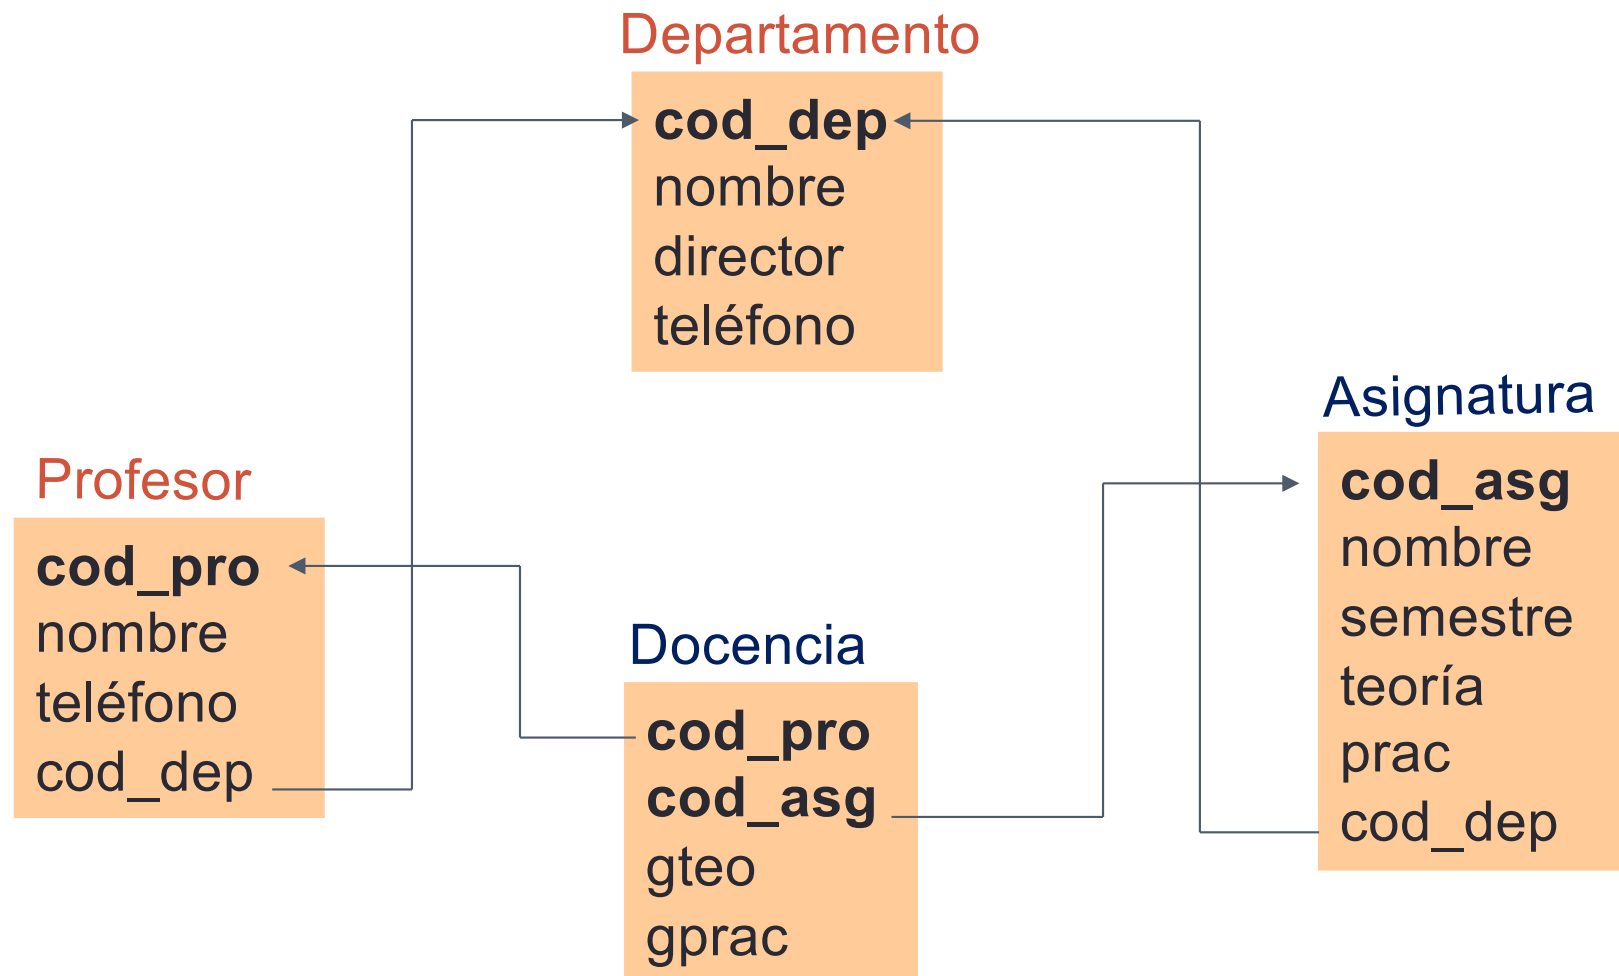 Departamento
cod_dep
nombre
director
teléfono
Profesor
cod_pro
nombre
teléfono
cod_dep
Docencia
cod_pro
cod_asg
gteo
gprac
Asignatura
cod_asg
nombre
semestre
teoría
prac
cod_dep